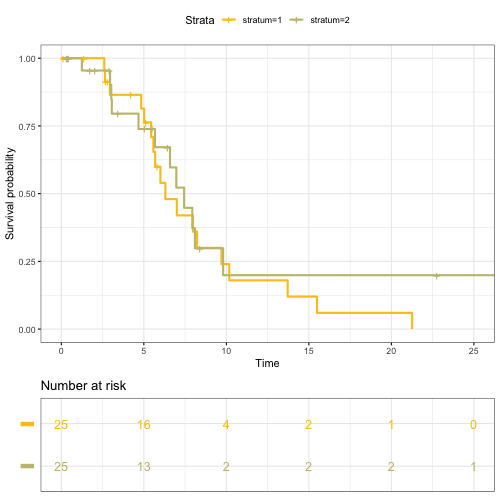 Strata stratum=1 stratum=2
1.00
0.75
0.50
0.25
0.00
Survival probability
0 5 10 15 20 25
Time
Number at risk
25 16 4 2 1 0
25 13 2 2 2 1